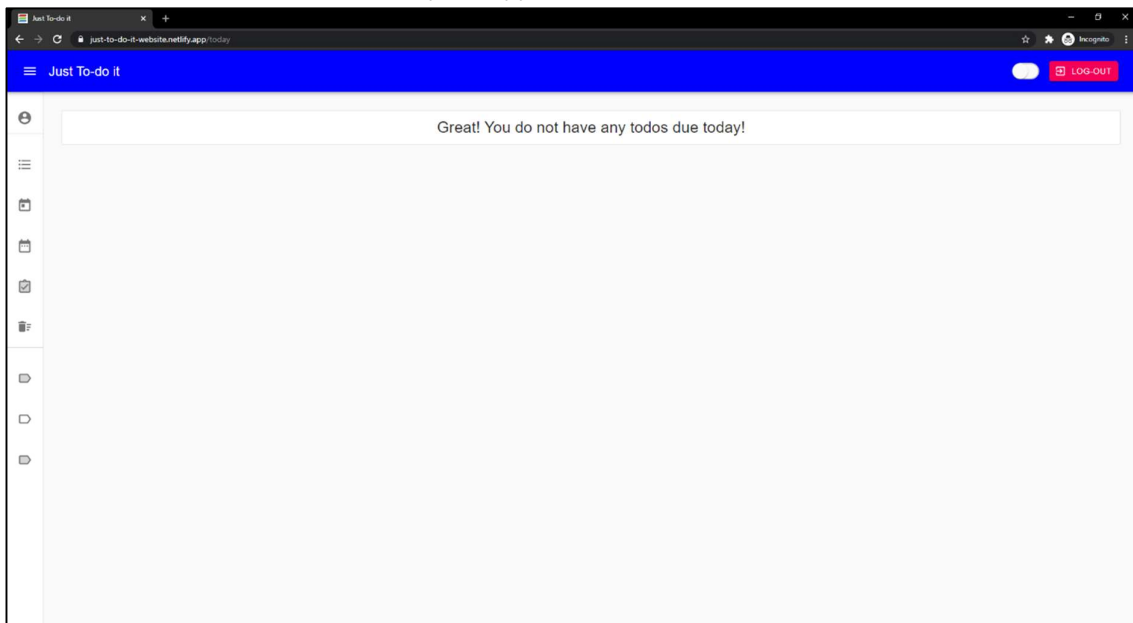 Just To-do it
just-to-do-it-website.netlify.app/today
Incognito
Just To-do it
LOG-OUT
Great! You do not have any todos due today!